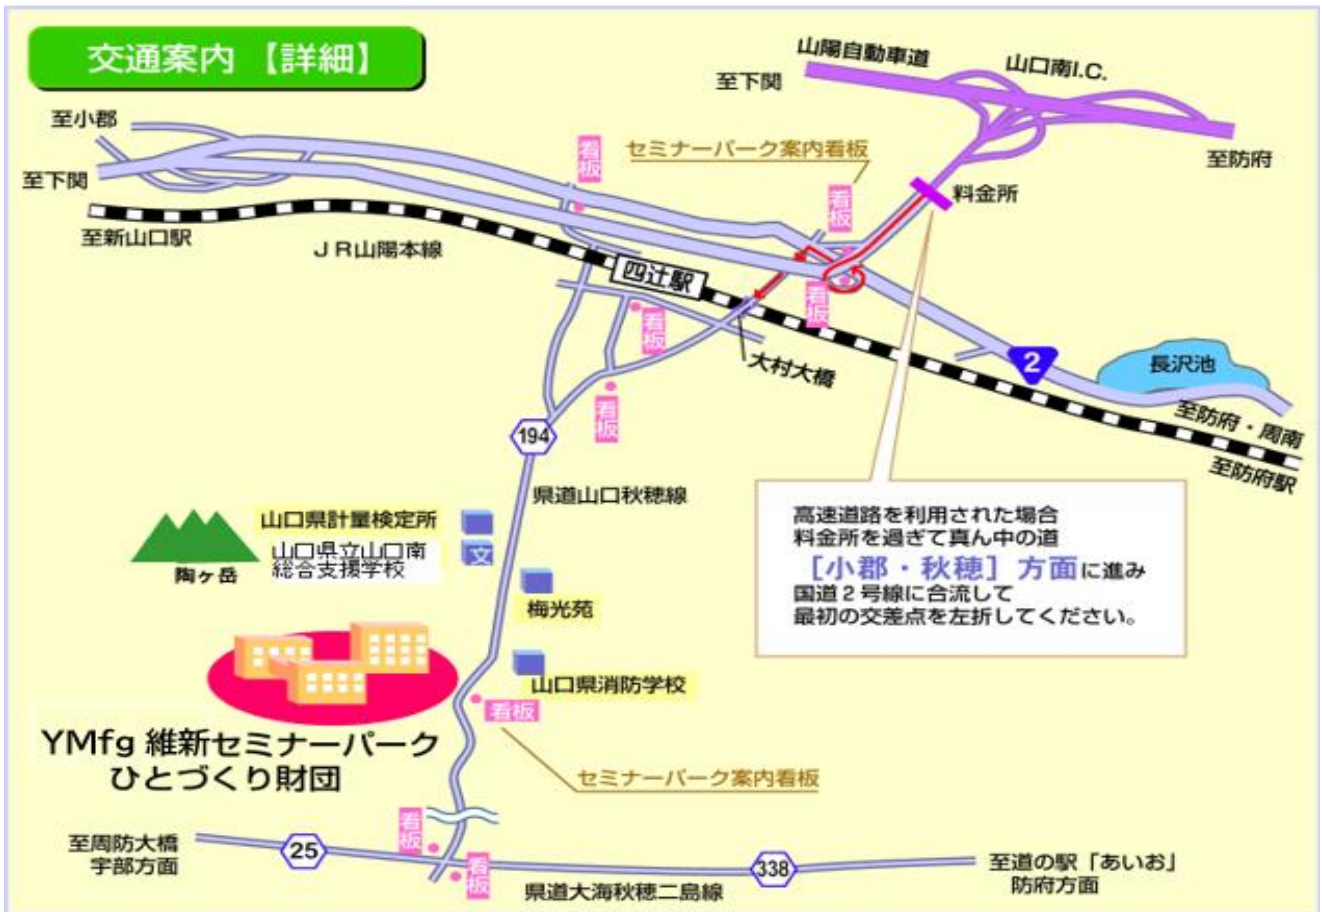 交通案内 【詳細】
山陽自動車道
山口南I.C.
至下関
至防府
至小郡
至下関
看板
セミナーパーク案内看板
看板
料金所
至新山口駅
JR山陽本線
四辻駅
看板
看板
大村大橋
2
長沢池
至防府・周南
至防府駅
看板
194
県道山口秋穂線
高速道路を利用された場合
料金所を過ぎて真ん中の道
[小郡・秋穂] 方面に進み
国道2号線に合流して
最初の交差点を左折してください。
山口県計量検定所
山口県立山口南
総合支援学校
文
陶ヶ岳
梅光苑
山口県消防学校
看板
YMfg 維新セミナーパーク
ひとづくり財団
セミナーパーク案内看板
看板
至周防大橋
宇部方面
25
看板
338
県道大海秋穂二島線
至道の駅「あいお」
防府方面